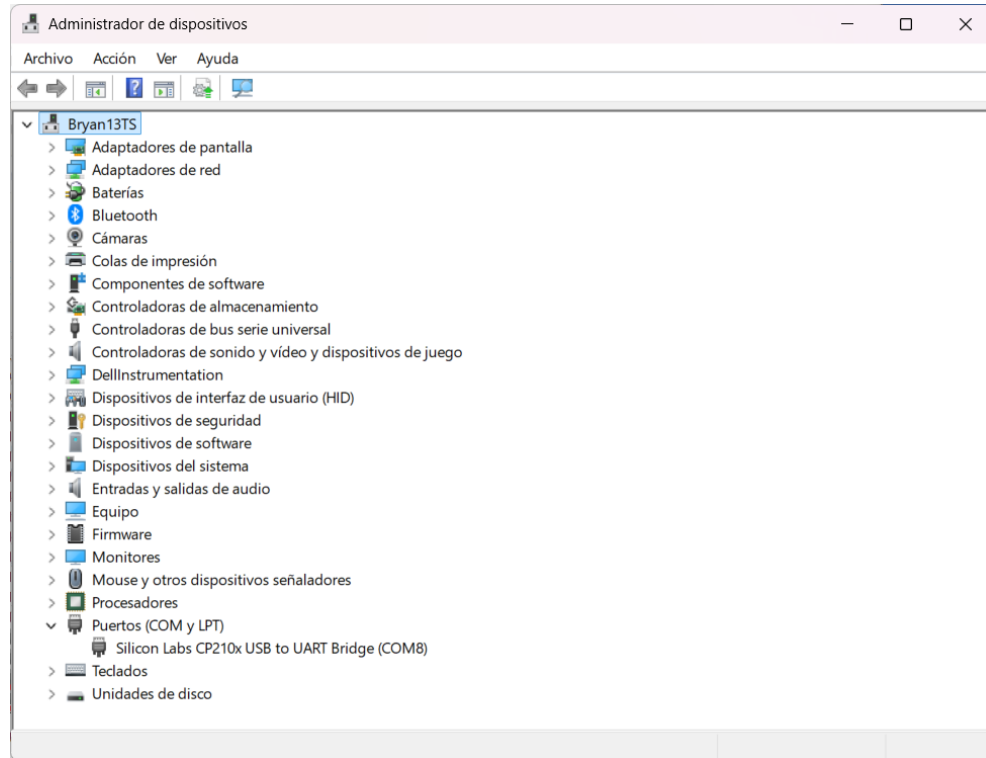 Administrador de dispositivos
Archivo Acción Ver Ayuda
Bryan13TS
Adaptadores de pantalla
Adaptadores de red
Baterías
Bluetooth
Cámaras
Colas de impresión
Componentes de software
Controladoras de almacenamiento
Controladoras de bus serie universal
Controladoras de sonido y vídeo y dispositivos de juego
DellInstrumentation
Dispositivos de interfaz de usuario (HID)
Dispositivos de seguridad
Dispositivos de software
Dispositivos del sistema
Entradas y salidas de audio
Equipo
Firmware
Monitores
Mouse y otros dispositivos señaladores
Procesadores
Puertos (COM y LPT)
Silicon Labs CP210x USB to UART Bridge (COM8)
Teclados
Unidades de disco